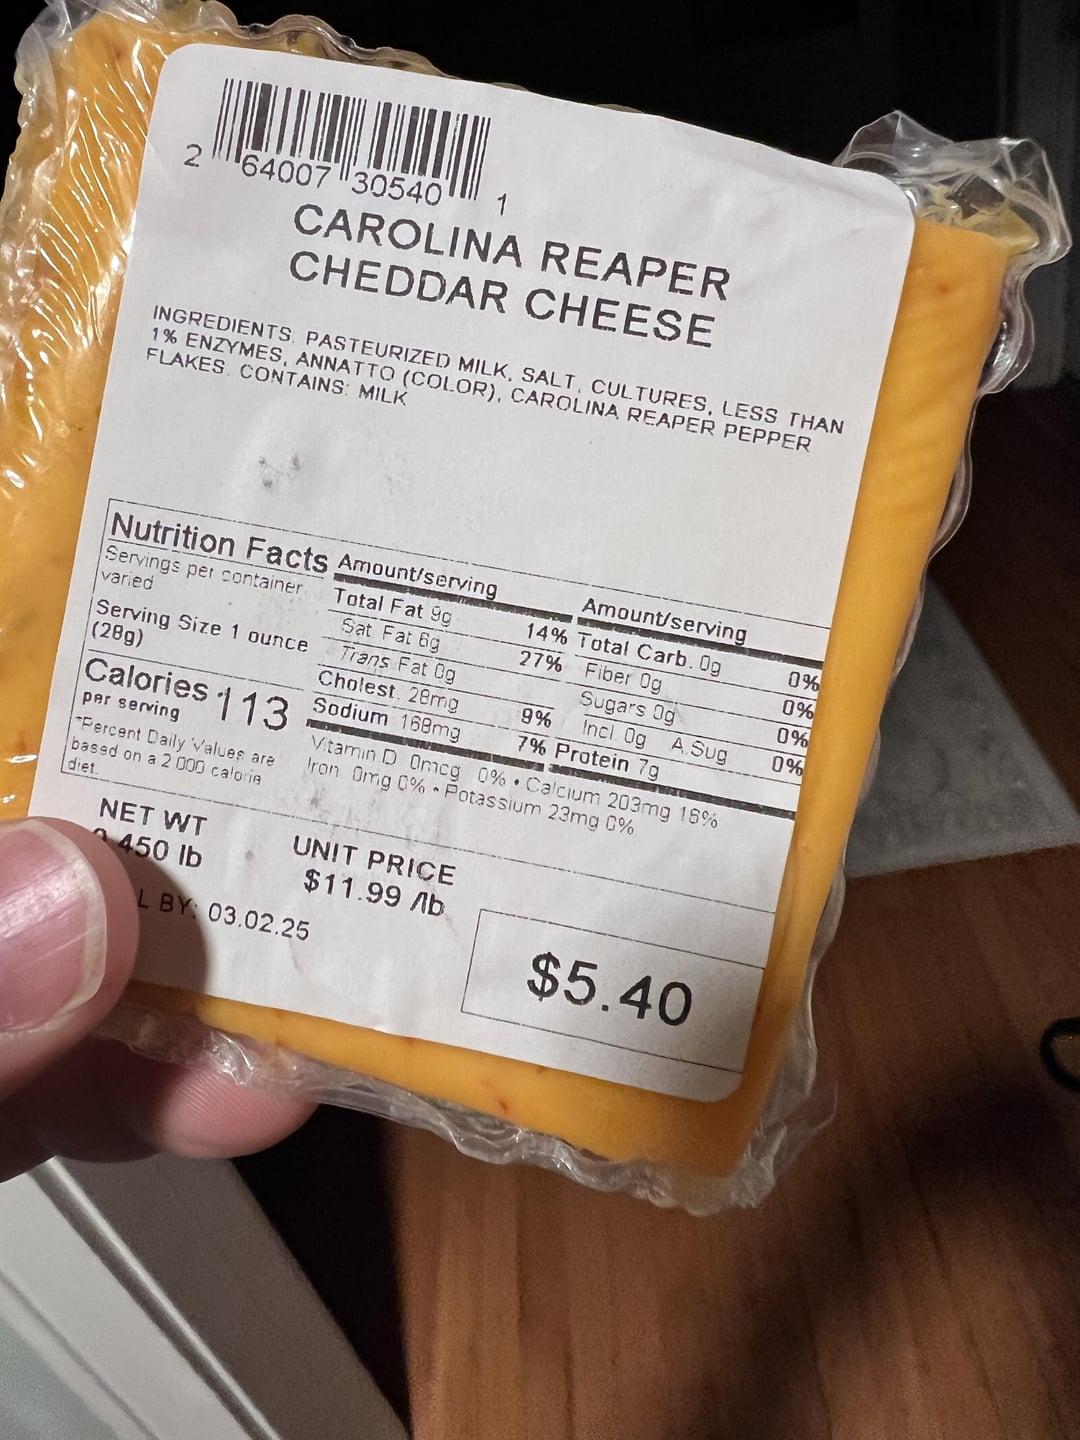 2 64007 30540 1
CAROLINA REAPER
CHEDDAR CHEESE
INGREDIENTS: PASTEURIZED MILK, SALT, CULTURES, LESS THAN
1% ENZYMES, ANNATTO (COLOR), CAROLINA REAPER PEPPER
FLAKES. CONTAINS: MILK
Nutrition Facts
Servings per container
varied
Serving Size 1 ounce
(28g)
Calories 113
per serving
*Percent Daily Values are
based on a 2,000 calorie
diet.
Amount/serving
Total Fat 9g 14%
Sat Fat 6g 27%
Trans Fat 0g
Cholest. 28mg 9%
Sodium 168mg 7%
Amount/serving
Total Carb. 0g 0%
Fiber 0g 0%
Sugars 0g 0%
Incl. 0g A.Sug 0%
Protein 7g
Vitamin D 0mcg 0% • Calcium 203mg 16%
Iron 0mg 0% • Potassium 23mg 0%
NET WT
.450 lb
UNIT PRICE
$11.99 /lb
L BY: 03.02.25
$5.40